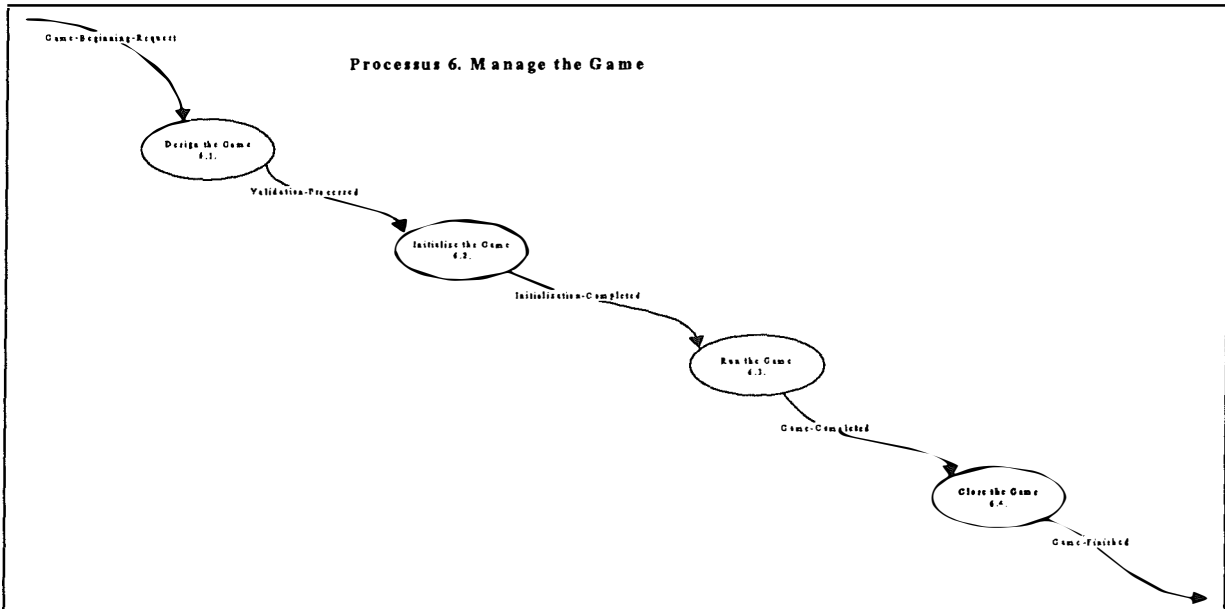 Game-Beginning-Request
Processus 6. Manage the Game
Design the Game
6.1.
Validation-Processed
Initialise the Game
6.2.
Initialization-Completed
Run the Game
6.3.
Game-Completed
Close the Game
6.4.
Game-Finished